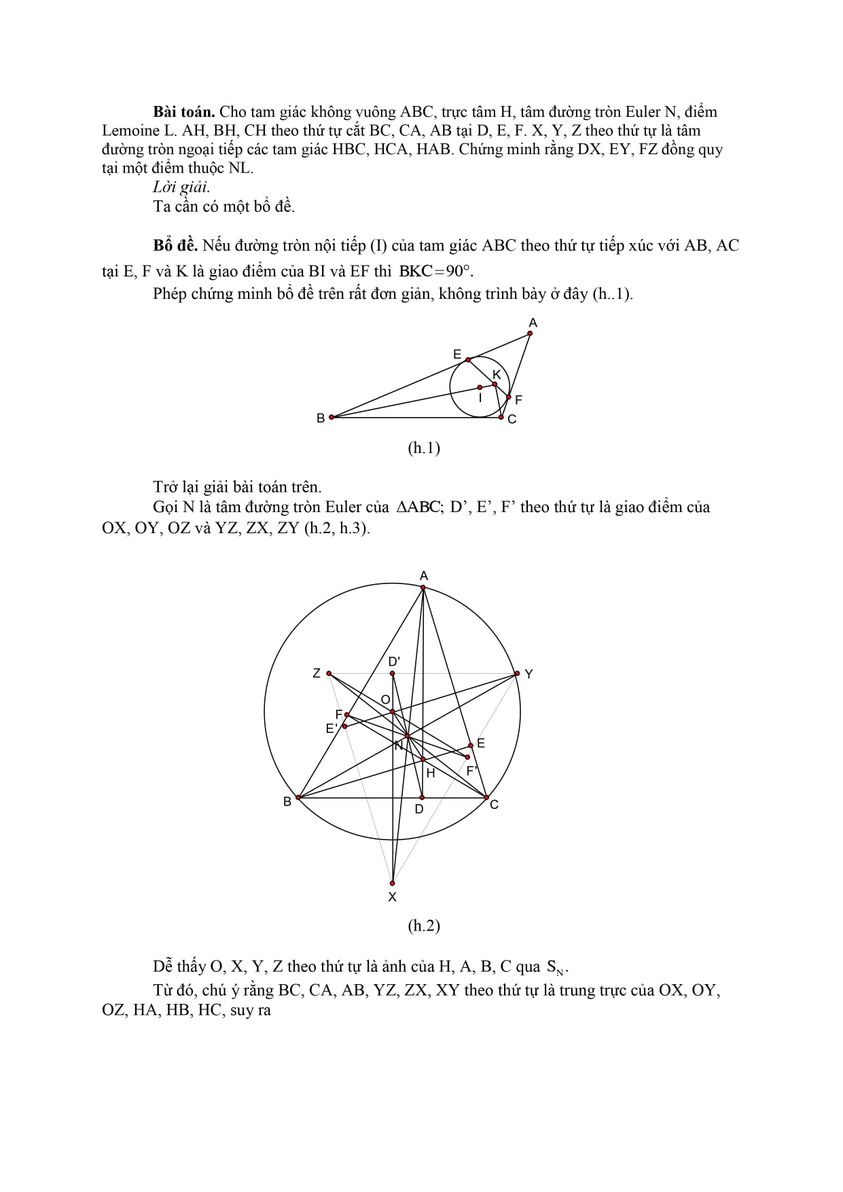 Bài toán. Cho tam giác không vuông ABC, trực tâm H, tâm đường tròn Euler N, điểm
Lemoine L. AH, BH, CH theo thứ tự cắt BC, CA, AB tại D, E, F. X, Y, Z theo thứ tự là tâm
đường tròn ngoại tiếp các tam giác HBC, HCA, HAB. Chứng minh rằng DX, EY, FZ đồng quy
tại một điểm thuộc NL.
Lời giải.
Ta cần có một bổ đề.
Bổ đề. Nếu đường tròn nội tiếp (I) của tam giác ABC theo thứ tự tiếp xúc với AB, AC
tại E, F và K là giao điểm của BI và EF thì BKC=90°.
Phép chứng minh bổ đề trên rất đơn giản, không trình bày ở đây (h..1).
A
E
K
I
F
B
C
(h.1)
Trở lại giải bài toán trên.
Gọi N là tâm đường tròn Euler của ΔABC; D’, E’, F’ theo thứ tự là giao điểm của
OX, OY, OZ và YZ, ZX, ZY (h.2, h.3).
A
Z
D'
Y
O
F
E'
N
E
H
F'
B
D
C
X
(h.2)
Dễ thấy O, X, Y, Z theo thứ tự là ảnh của H, A, B, C qua S_N.
Từ đó, chú ý rằng BC, CA, AB, YZ, ZX, XY theo thứ tự là trung trực của OX, OY,
OZ, HA, HB, HC, suy ra